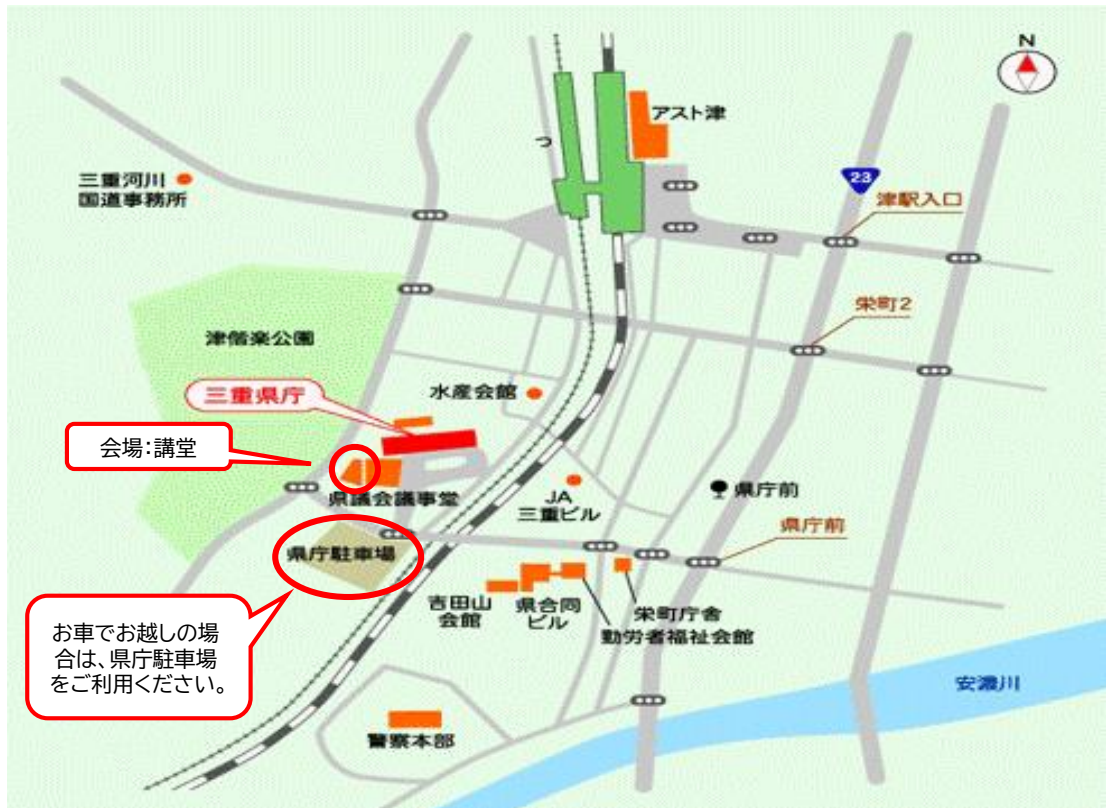 N
アスト津
つ
三重河川
国道事務所
23
津駅入口
栄町2
津偕楽公園
水産会館
三重県庁
会場:講堂
県議会議事堂
JA
三重ビル
県庁前
県庁前
県庁駐車場
吉田山
会館
県合同
ビル
栄町庁舎
勤労者福祉会館
お車でお越しの場
合は、県庁駐車場
をご利用ください。
安濃川
警察本部